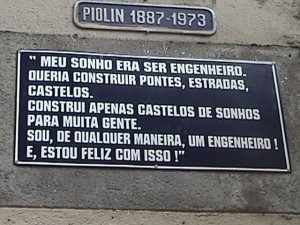 PIOLIN 1887-1973
" MEU SONHO ERA SER ENGENHEIRO.
QUERIA CONSTRUIR PONTES, ESTRADAS,
CASTELOS.
CONSTRUI APENAS CASTELOS DE SONHOS
PARA MUITA GENTE.
SOU, DE QUALQUER MANEIRA, UM ENGENHEIRO !
E, ESTOU FELIZ COM ISSO !"